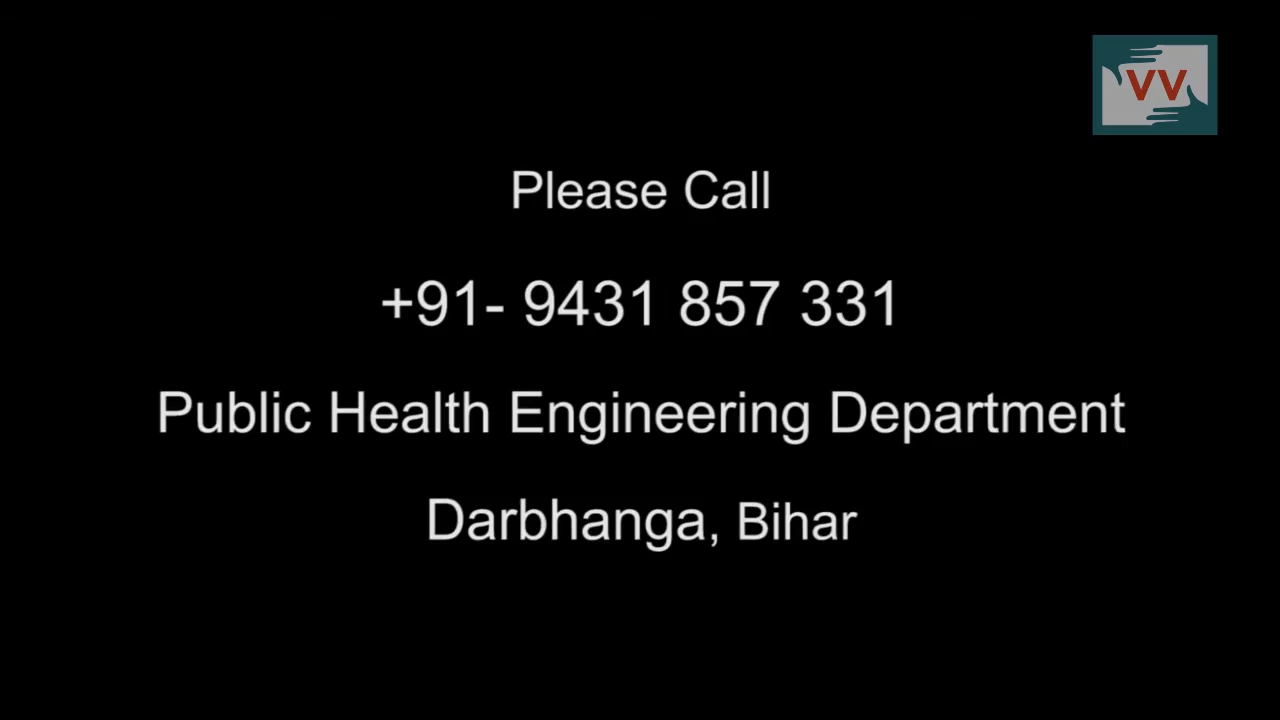 VV
Please Call
+91- 9431 857 331
Public Health Engineering Department
Darbhanga, Bihar